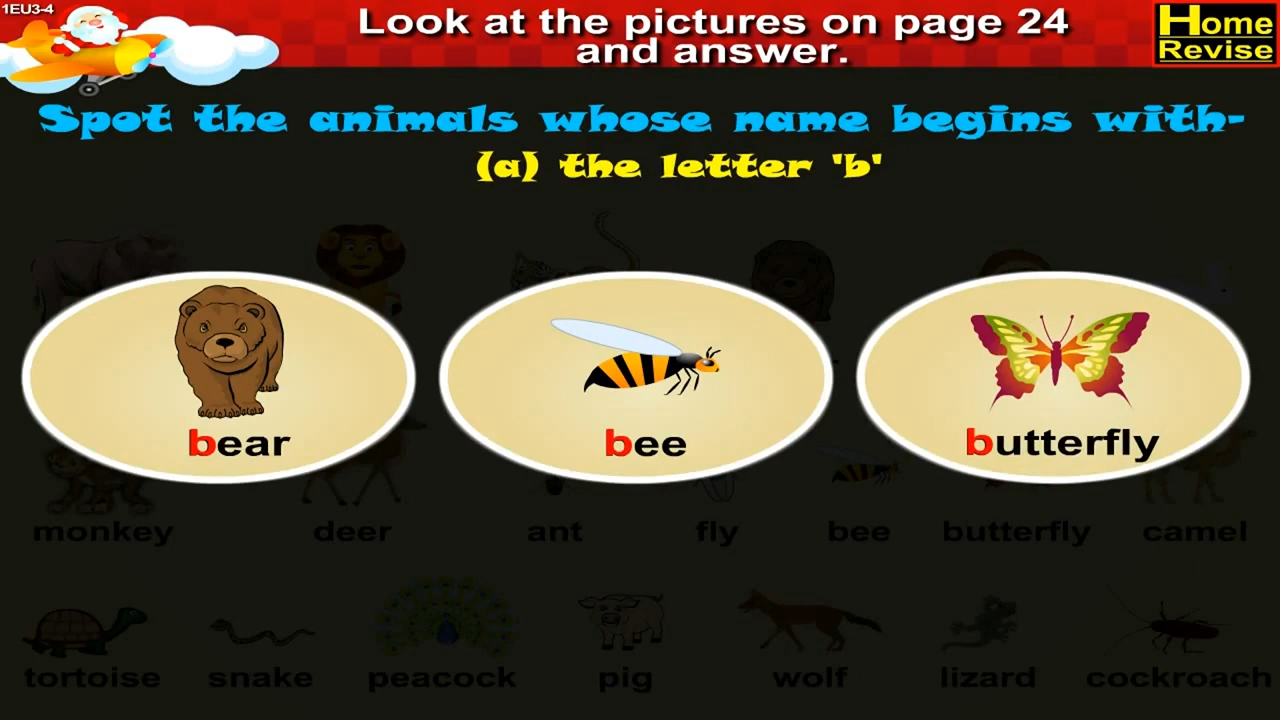 1EU3-4
Look at the pictures on page 24
and answer.
Home
Revise
Spot the animals whose name begins with-
(a) the letter 'b'
bear
bee
butterfly
monkey
deer
ant
fly
bee
butterfly
camel
tortoise
snake
peacock
pig
wolf
lizard
cockroach